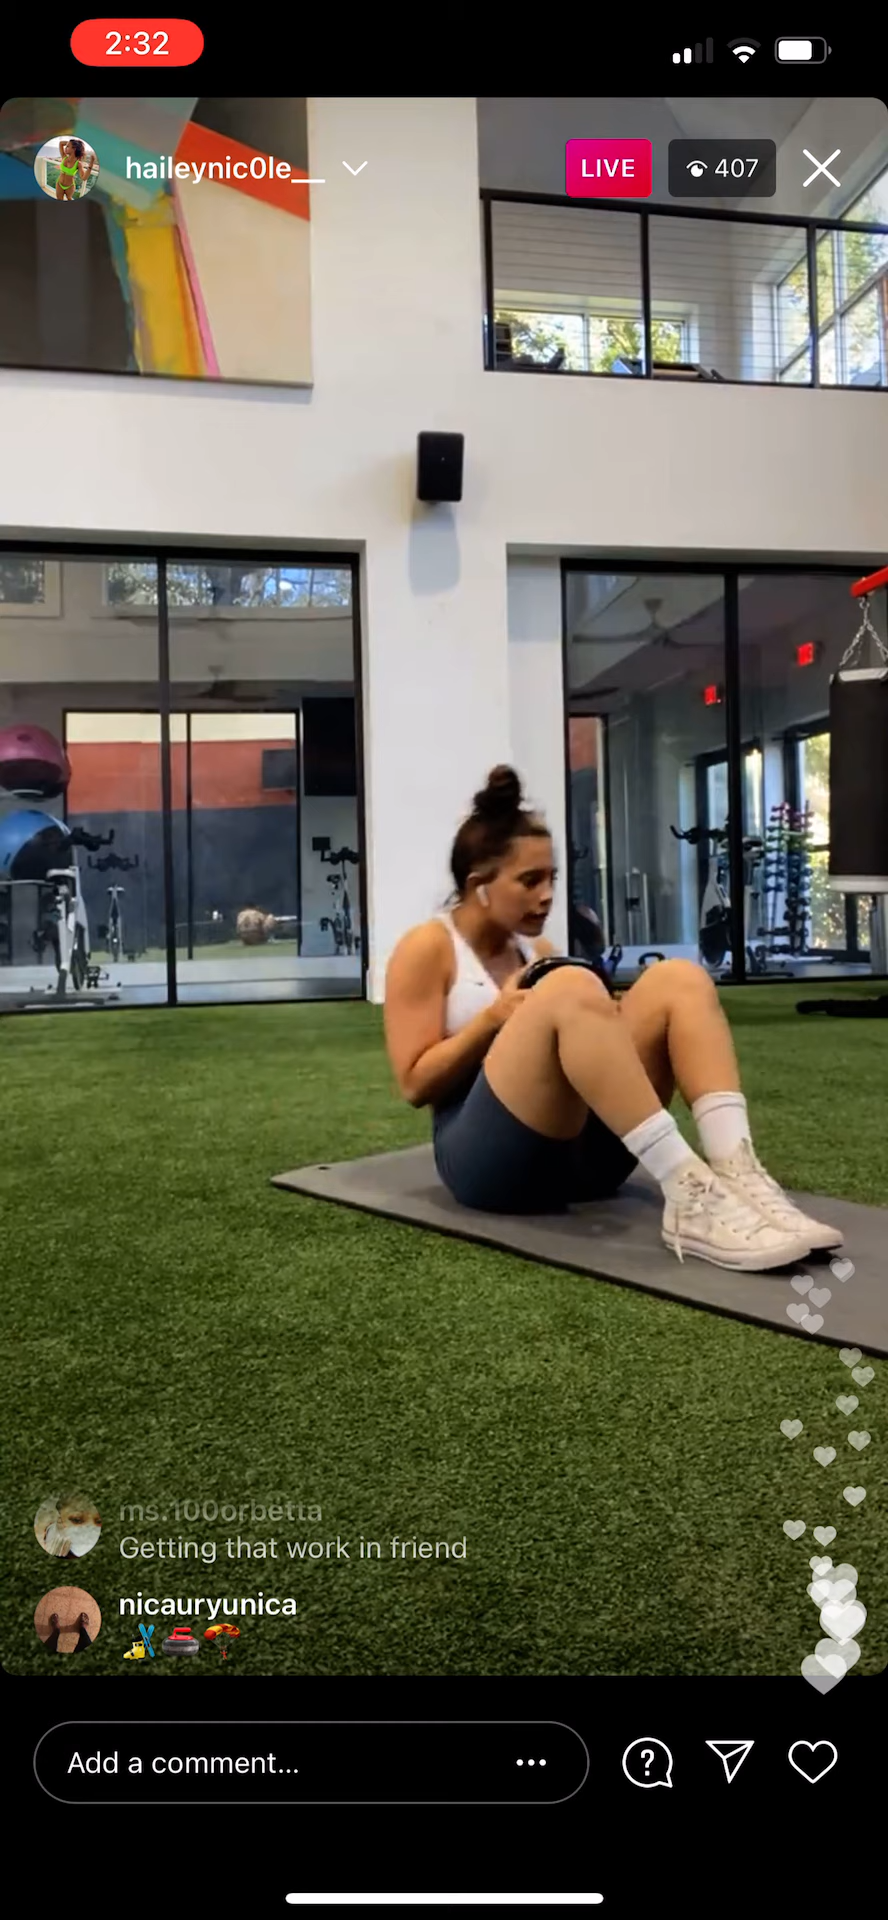 2:32
haileynic0le__
LIVE
407
ms.100orbetta
Getting that work in friend
nicauryunica
🎿🥌🪂
Add a comment...